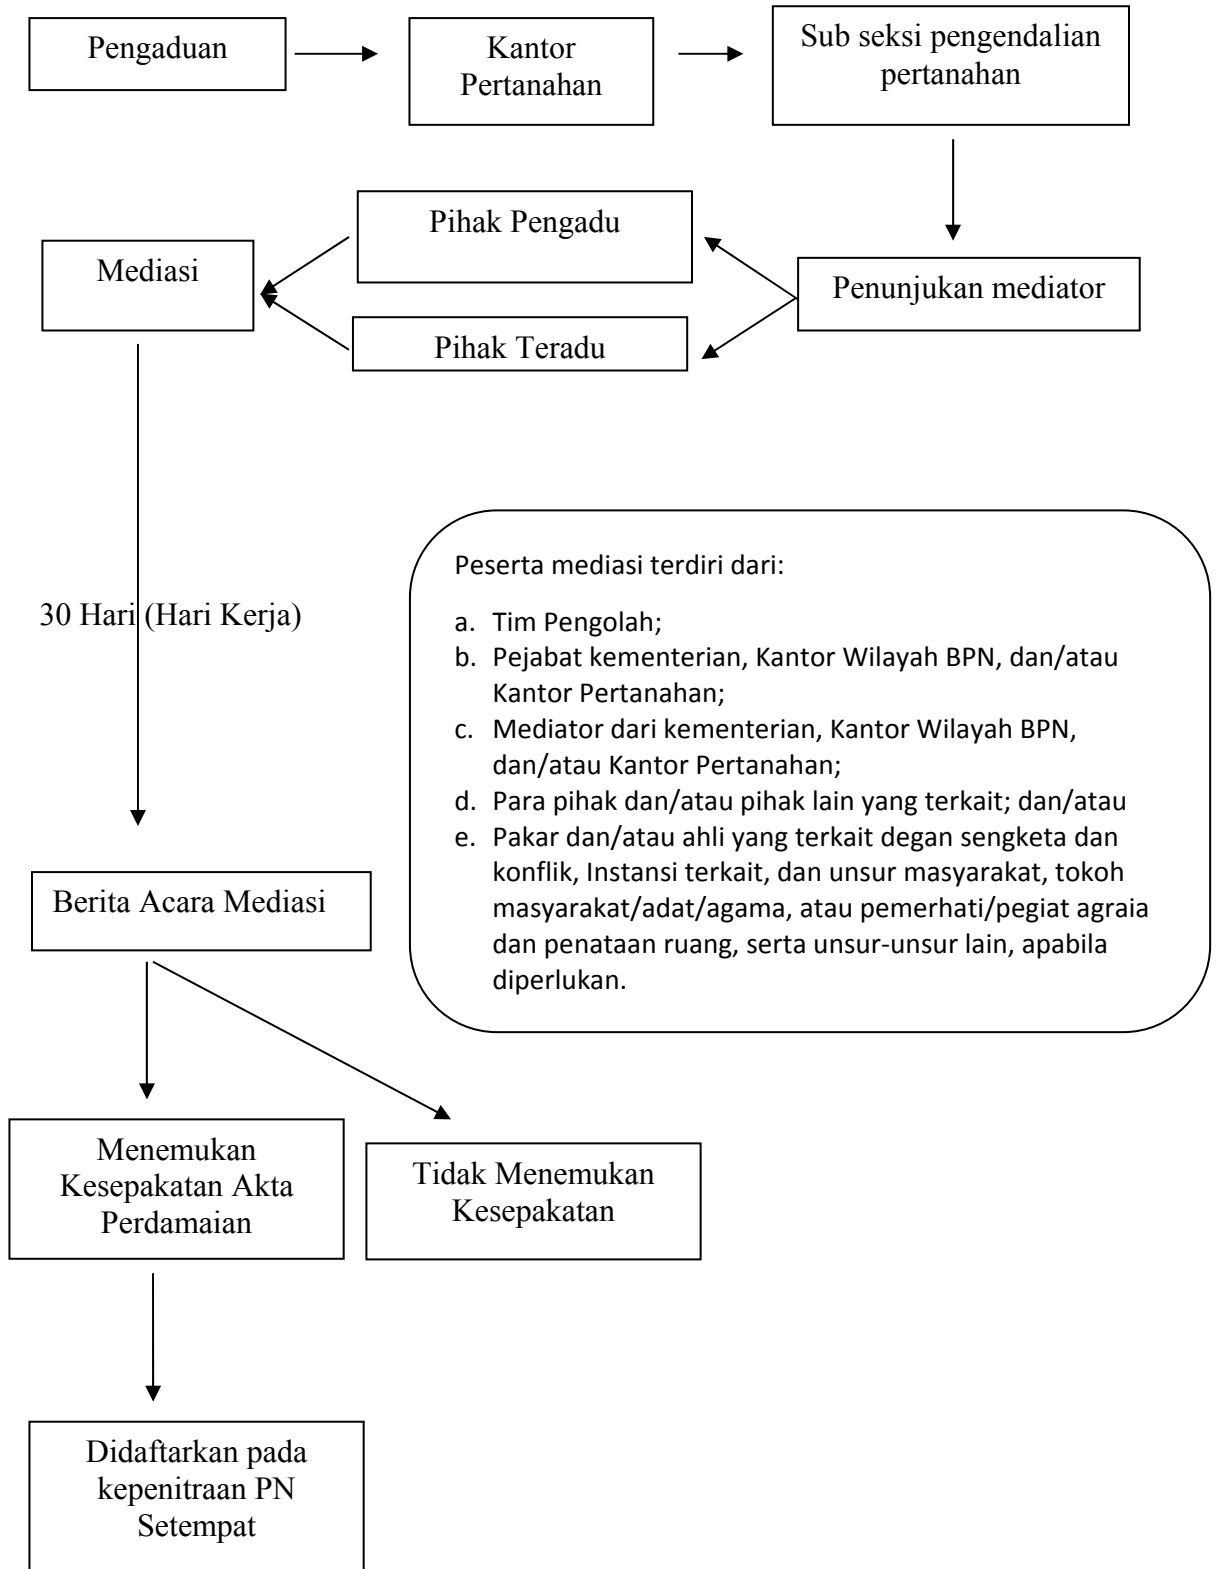 Pengaduan
Kantor
Pertanahan
Sub seksi pengendalian
pertanahan
Pihak Pengadu
Mediasi
Penunjukan mediator
Pihak Teradu
30 Hari (Hari Kerja)
Peserta mediasi terdiri dari:
a. Tim Pengolah;
b. Pejabat kementerian, Kantor Wilayah BPN, dan/atau
Kantor Pertanahan;
c. Mediator dari kementerian, Kantor Wilayah BPN,
dan/atau Kantor Pertanahan;
d. Para pihak dan/atau pihak lain yang terkait; dan/atau
e. Pakar dan/atau ahli yang terkait degan sengketa dan
konflik, Instansi terkait, dan unsur masyarakat, tokoh
masyarakat/adat/agama, atau pemerhati/pegiat agraia
dan penataan ruang, serta unsur-unsur lain, apabila
diperlukan.
Berita Acara Mediasi
Menemukan
Kesepakatan Akta
Perdamaian
Tidak Menemukan
Kesepakatan
Didaftarkan pada
kepenitraan PN
Setempat